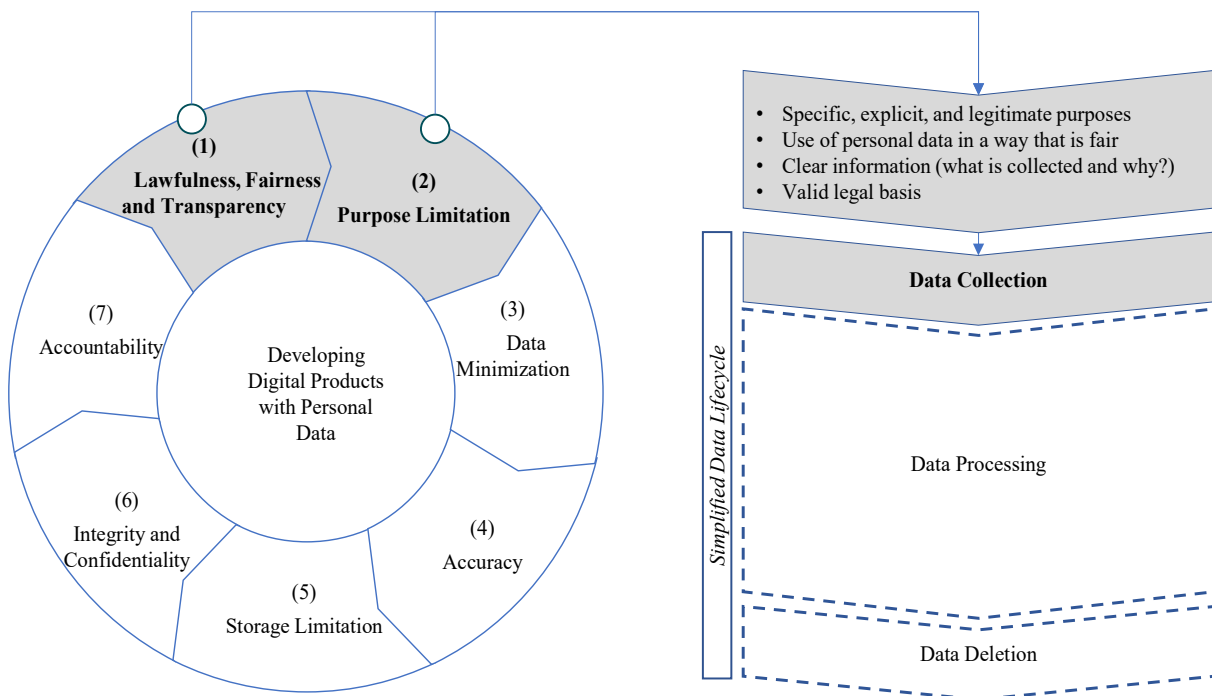 (1)
Lawfulness, Fairness
and Transparency
(2)
Purpose Limitation
(3)
Data
Minimization
(4)
Accuracy
(5)
Storage Limitation
(6)
Integrity and
Confidentiality
(7)
Accountability
Developing
Digital Products
with Personal
Data
• Specific, explicit, and legitimate purposes
• Use of personal data in a way that is fair
• Clear information (what is collected and why?)
• Valid legal basis
Simplified Data Lifecycle
Data Collection
Data Processing
Data Deletion